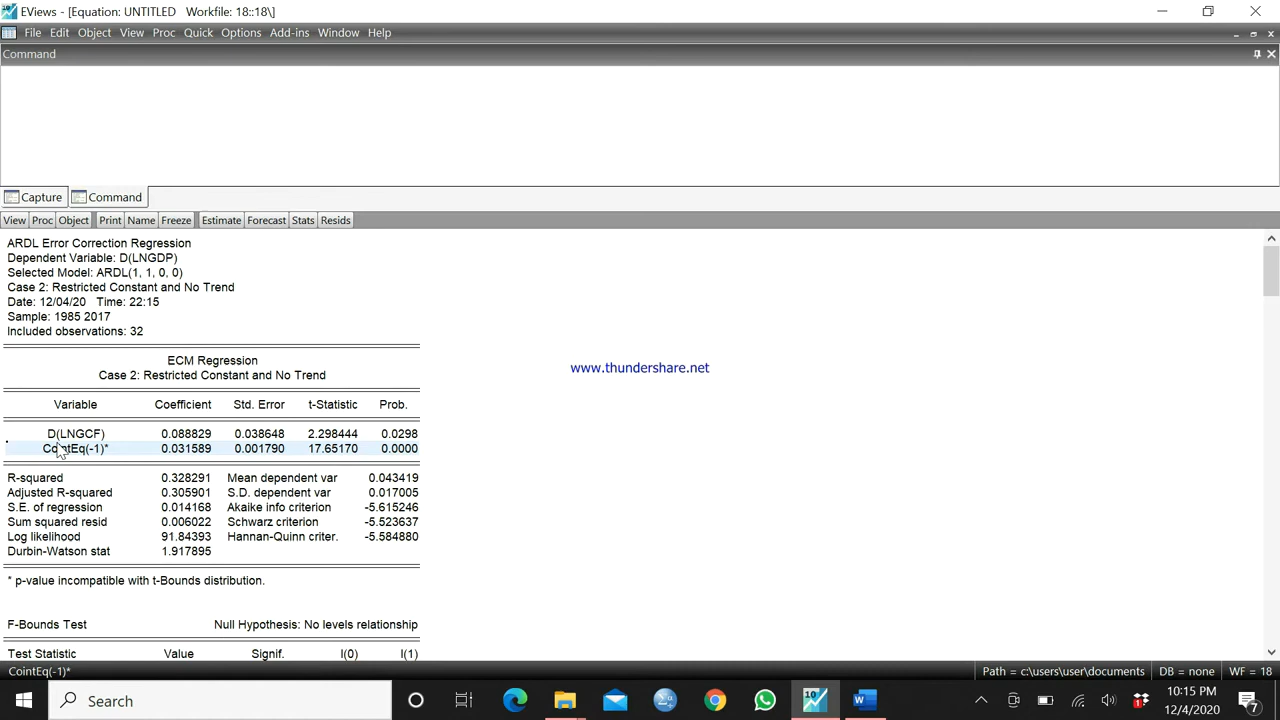 EViews - [Equation: UNTITLED   Workfile: 18::18\]
File Edit Object View Proc Quick Options Add-ins Window Help
Command
Capture Command
View Proc Object Print Name Freeze Estimate Forecast Stats Resids
ARDL Error Correction Regression
Dependent Variable: D(LNGDP)
Selected Model: ARDL(1, 1, 0, 0)
Case 2: Restricted Constant and No Trend
Date: 12/04/20   Time: 22:15
Sample: 1985 2017
Included observations: 32
ECM Regression
Case 2: Restricted Constant and No Trend
Variable Coefficient Std. Error t-Statistic Prob.
D(LNGCF) 0.088829 0.038648 2.298444 0.0298
CointEq(-1)* 0.031589 0.001790 17.65170 0.0000
R-squared 0.328291 Mean dependent var 0.043419
Adjusted R-squared 0.305901 S.D. dependent var 0.017005
S.E. of regression 0.014168 Akaike info criterion -5.615246
Sum squared resid 0.006022 Schwarz criterion -5.523637
Log likelihood 91.84393 Hannan-Quinn criter. -5.584880
Durbin-Watson stat 1.917895
* p-value incompatible with t-Bounds distribution.
F-Bounds Test Null Hypothesis: No levels relationship
Test Statistic Value Signif. I(0) I(1)
www.thundershare.net
CointEq(-1)* Path = c:\users\user\documents DB = none WF = 18
Search
10:15 PM
12/4/2020
7